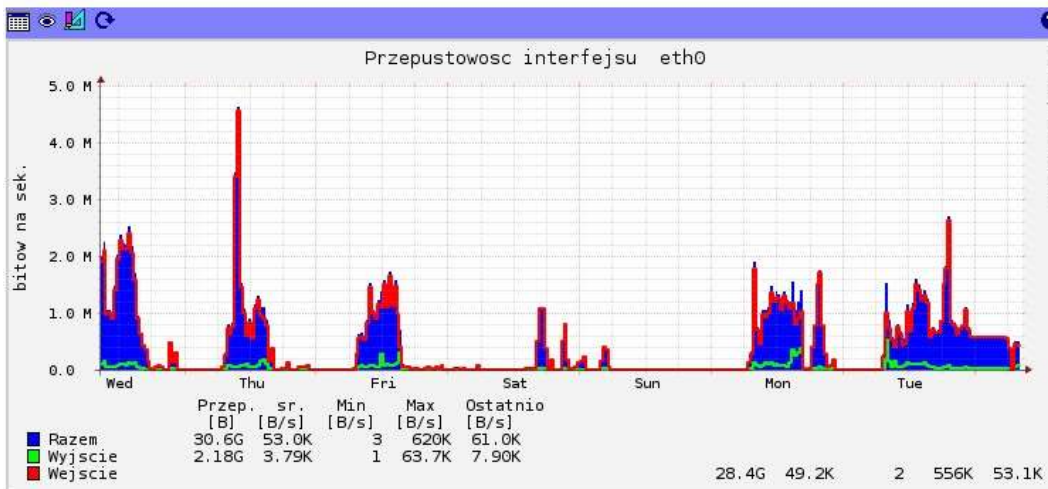 Przepustowosc interfejsu eth0
bitow na sek.
5.0 M
4.0 M
3.0 M
2.0 M
1.0 M
0.0
Wed Thu Fri Sat Sun Mon Tue
Przep. sr. Min Max Ostatnio
[B] [B/s] [B/s] [B/s] [B/s]
Razem 30.6G 53.0K 3 620K 61.0K
Wyjscie 2.18G 3.79K 1 63.7K 7.90K
Wejscie 28.4G 49.2K 2 556K 53.1K